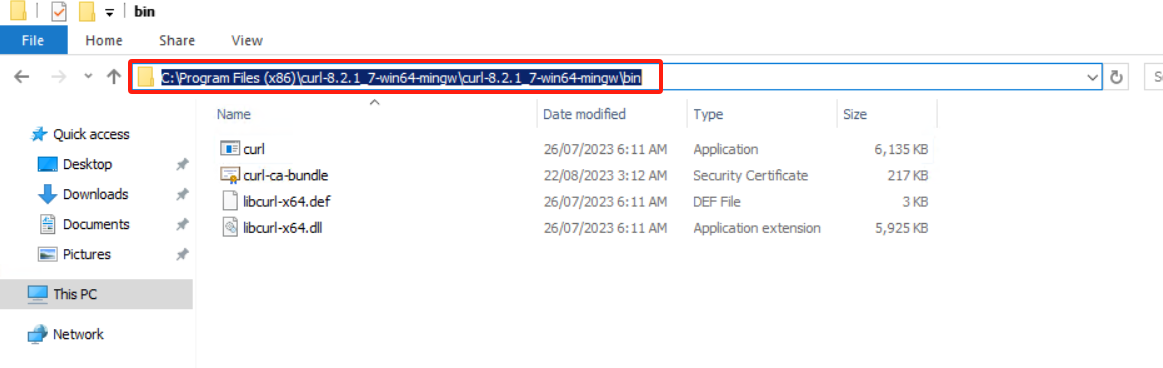 bin
File Home Share View
C:\Program Files (x86)\curl-8.2.1_7-win64-mingw\curl-8.2.1_7-win64-mingw\bin
Name Date modified Type Size
Quick access
Desktop
Downloads
Documents
Pictures
This PC
Network
curl 26/07/2023 6:11 AM Application 6,135 KB
curl-ca-bundle 22/08/2023 3:12 AM Security Certificate 217 KB
libcurl-x64.def 26/07/2023 6:11 AM DEF File 3 KB
libcurl-x64.dll 26/07/2023 6:11 AM Application extension 5,925 KB